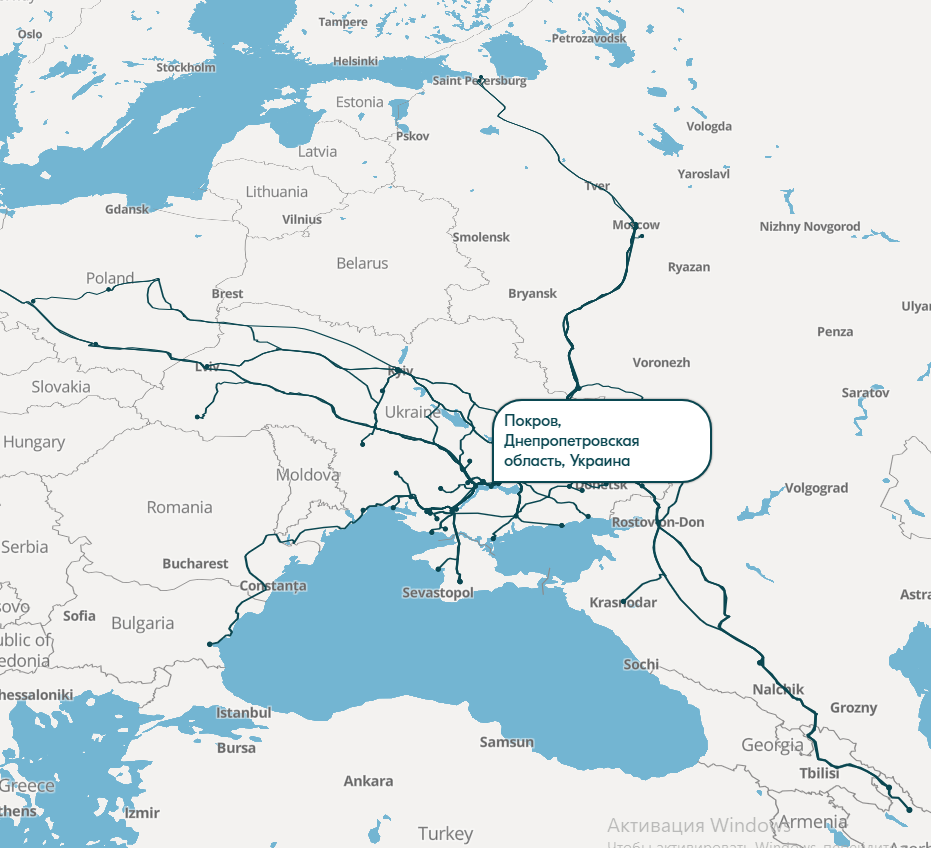 Tampere
Oslo
Petrozavodsk
Helsinki
Stockholm
Saint Petersburg
Estonia
Vologda
Pskov
Latvia
Yaroslavl
Tver
Lithuania
Gdansk
Vilnius
Moscow
Nizhny Novgorod
Smolensk
Belarus
Ryazan
Poland
Brest
Bryansk
Penza
Voronezh
Lviv
Kyiv
Slovakia
Saratov
Ukraine
Покров,
Днепропетровская
область, Украина
Hungary
Moldova
Donetsk
Volgograd
Romania
Rostov-on-Don
Serbia
Bucharest
Constanța
Sevastopol
Krasnodar
Sofia
Bulgaria
Sochi
Nalchik
Grozny
Istanbul
Samsun
Georgia
Bursa
Tbilisi
Ankara
Greece
Izmir
Armenia
Turkey
Активация Windows